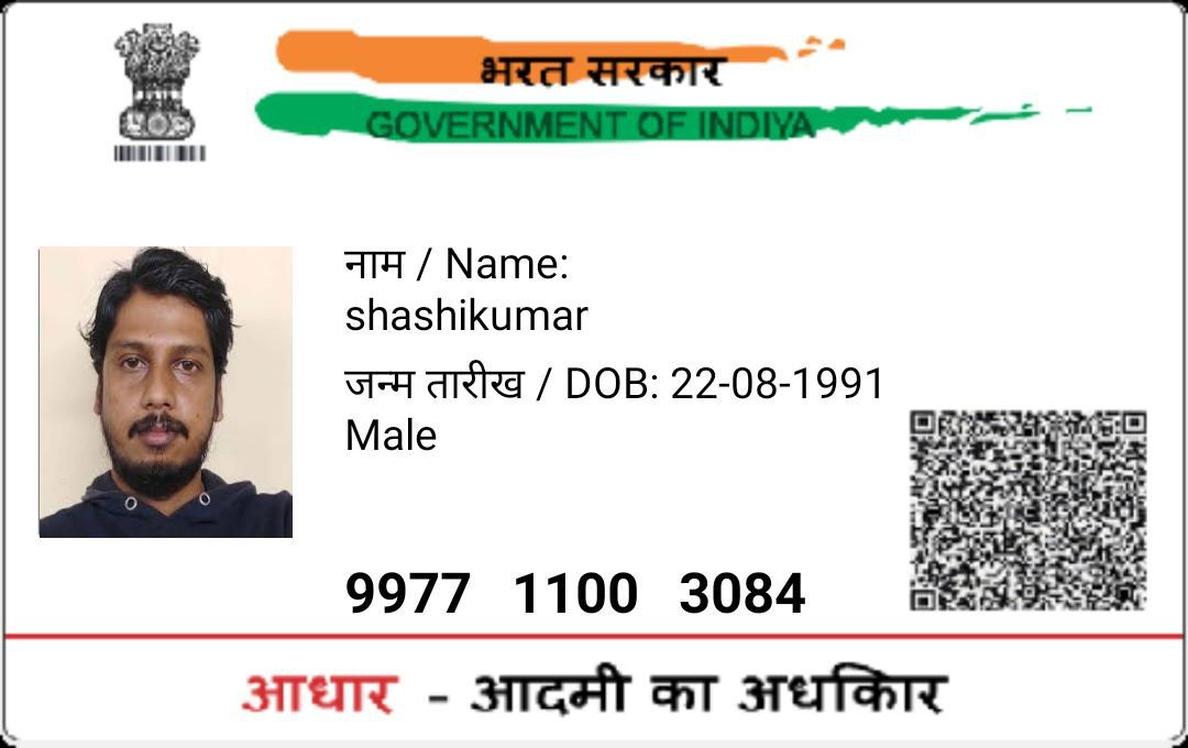 भरत सरकार
GOVERNMENT OF INDIYA
नाम / Name:
shashikumar
जन्म तारीख / DOB: 22-08-1991
Male
9977 1100 3084
आधार - आदमी का अधकिार